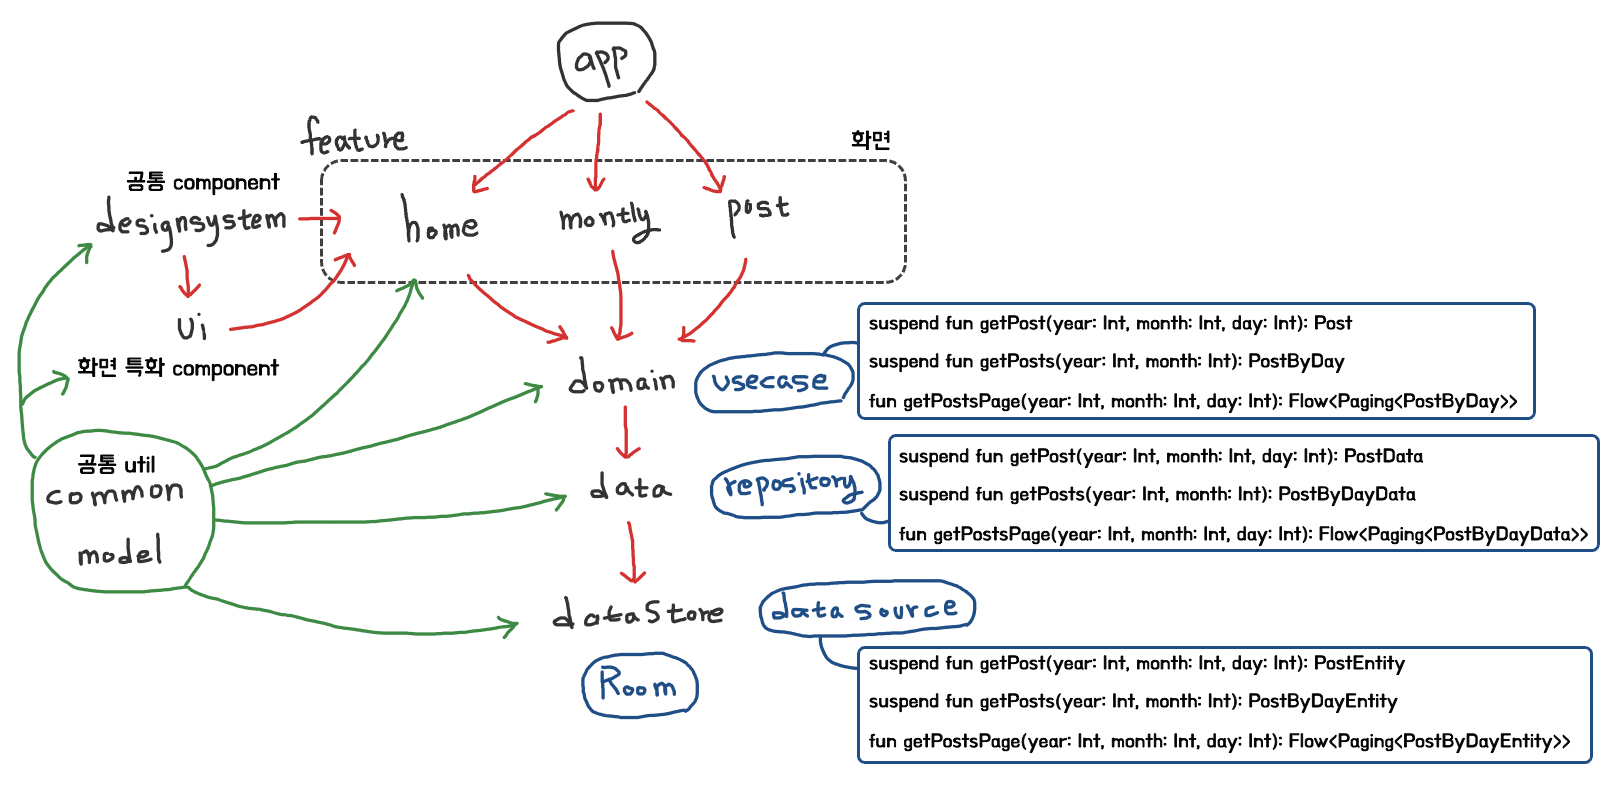 app
feature
화면
공통 component
designsystem
home
montly
post
ui
화면 특화 component
domain
usecase
suspend fun getPost(year: Int, month: Int, day: Int): Post
suspend fun getPosts(year: Int, month: Int): PostByDay
fun getPostsPage(year: Int, month: Int, day: Int): Flow<Paging<PostByDay>>
공통 util
common
model
data
repository
suspend fun getPost(year: Int, month: Int, day: Int): PostData
suspend fun getPosts(year: Int, month: Int): PostByDayData
fun getPostsPage(year: Int, month: Int, day: Int): Flow<Paging<PostByDayData>>
dataStore
data source
Room
suspend fun getPost(year: Int, month: Int, day: Int): PostEntity
suspend fun getPosts(year: Int, month: Int): PostByDayEntity
fun getPostsPage(year: Int, month: Int, day: Int): Flow<Paging<PostByDayEntity>>